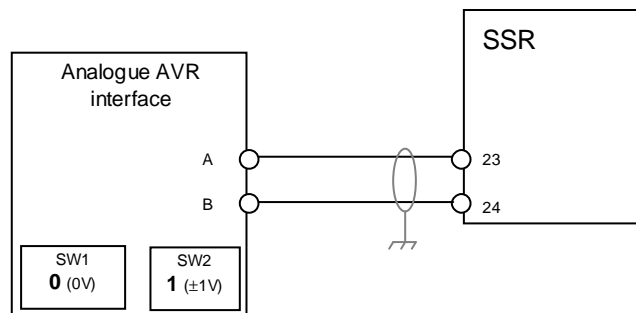 Analogue AVR
interface
SSR
A
23
B
24
SW1
0 (0V)
SW2
1 (±1V)